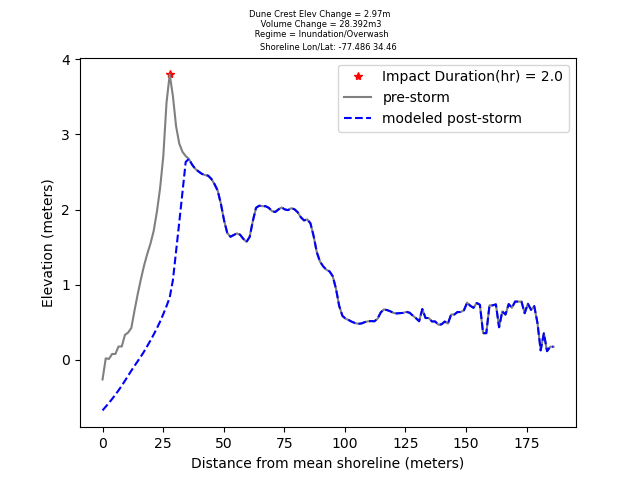 Dune Crest Elev Change = 2.97m
Volume Change = 28.392m3
Regime = Inundation/Overwash
Shoreline Lon/Lat: -77.486 34.46
Impact Duration(hr) = 2.0
pre-storm
modeled post-storm
Elevation (meters)
4
3
2
1
0
0 25 50 75 100 125 150 175
Distance from mean shoreline (meters)